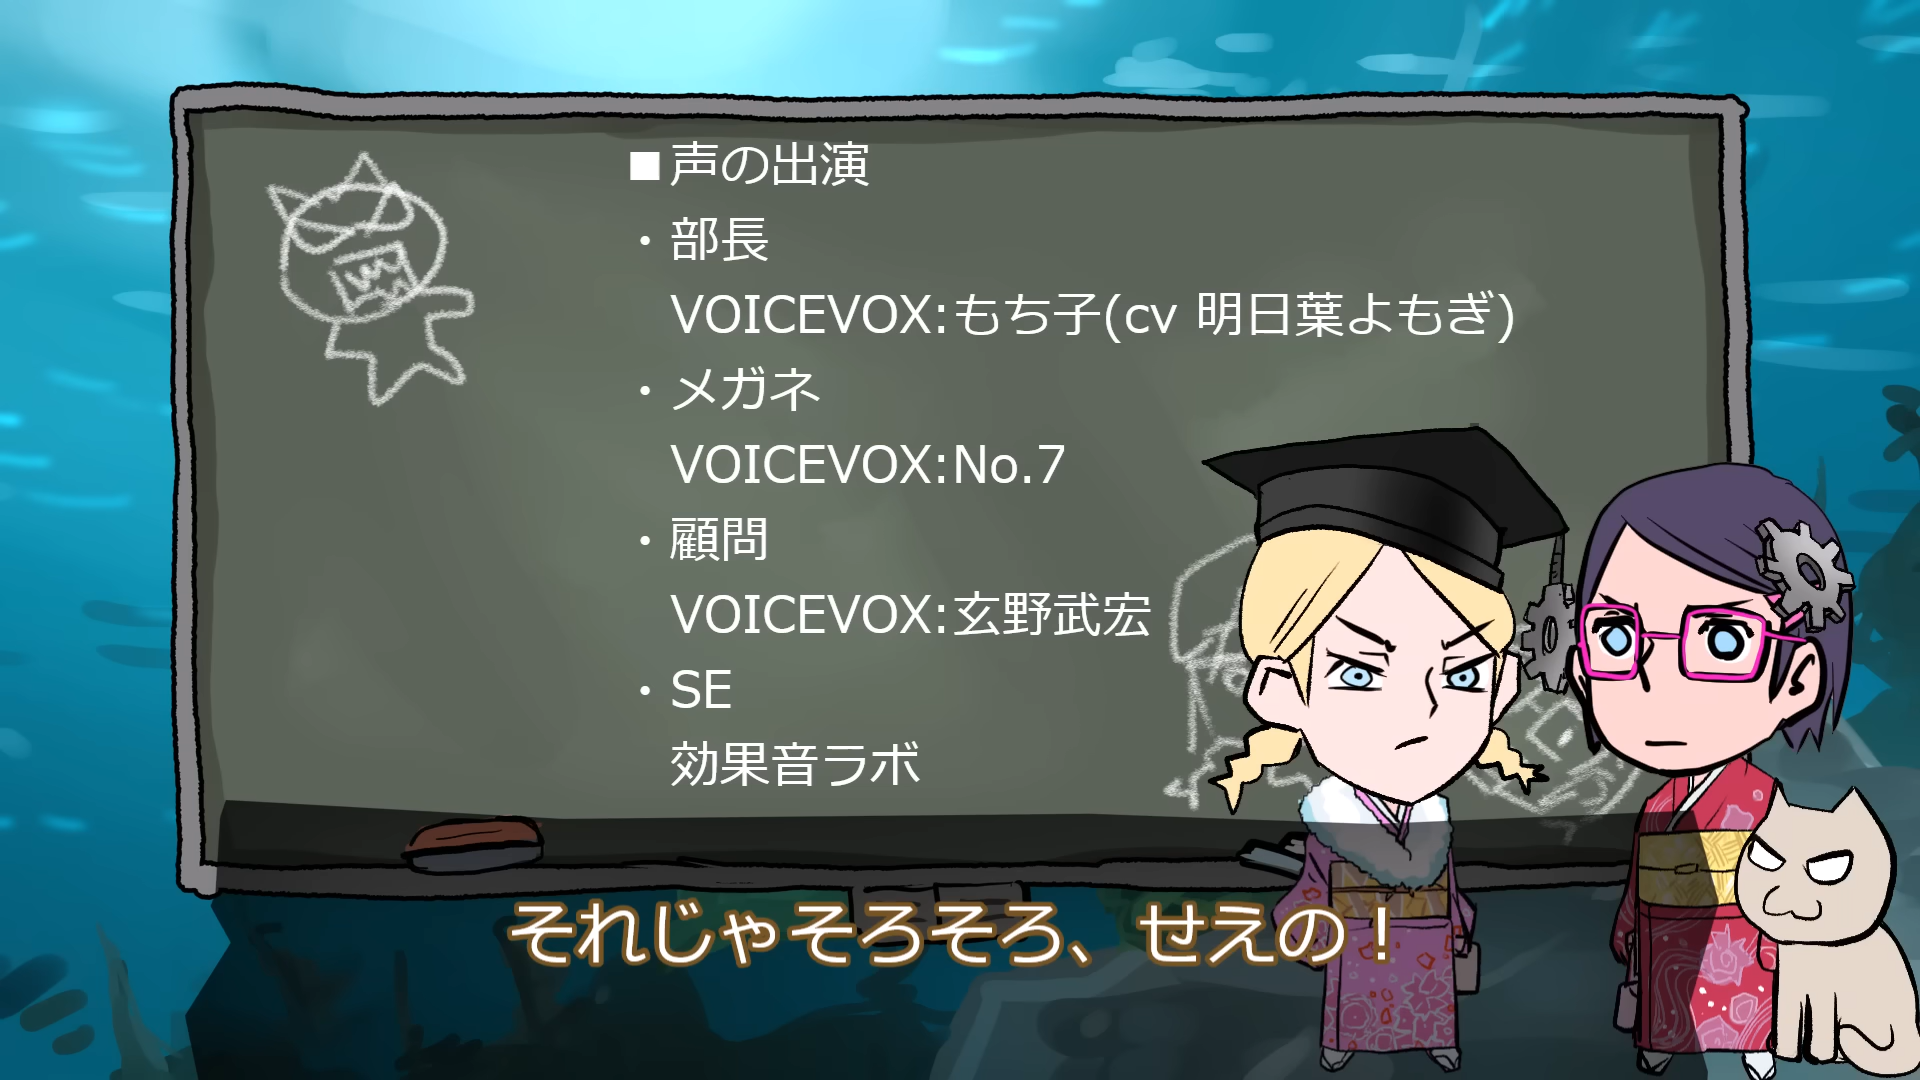 ■声の出演
・部長
VOICEVOX:もち子(cv 明日葉よもぎ)
・メガネ
VOICEVOX:No.7
・顧問
VOICEVOX:玄野武宏
・SE
効果音ラボ
それじゃそろそろ、せえの！